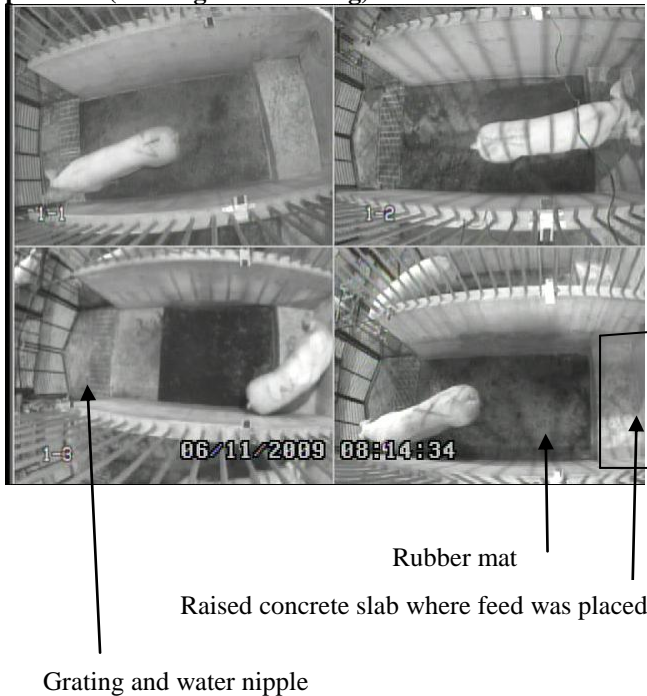 1-1
1-2
1-3
06/11/2009 08:14:34
Rubber mat
Raised concrete slab where feed was placed
Grating and water nipple